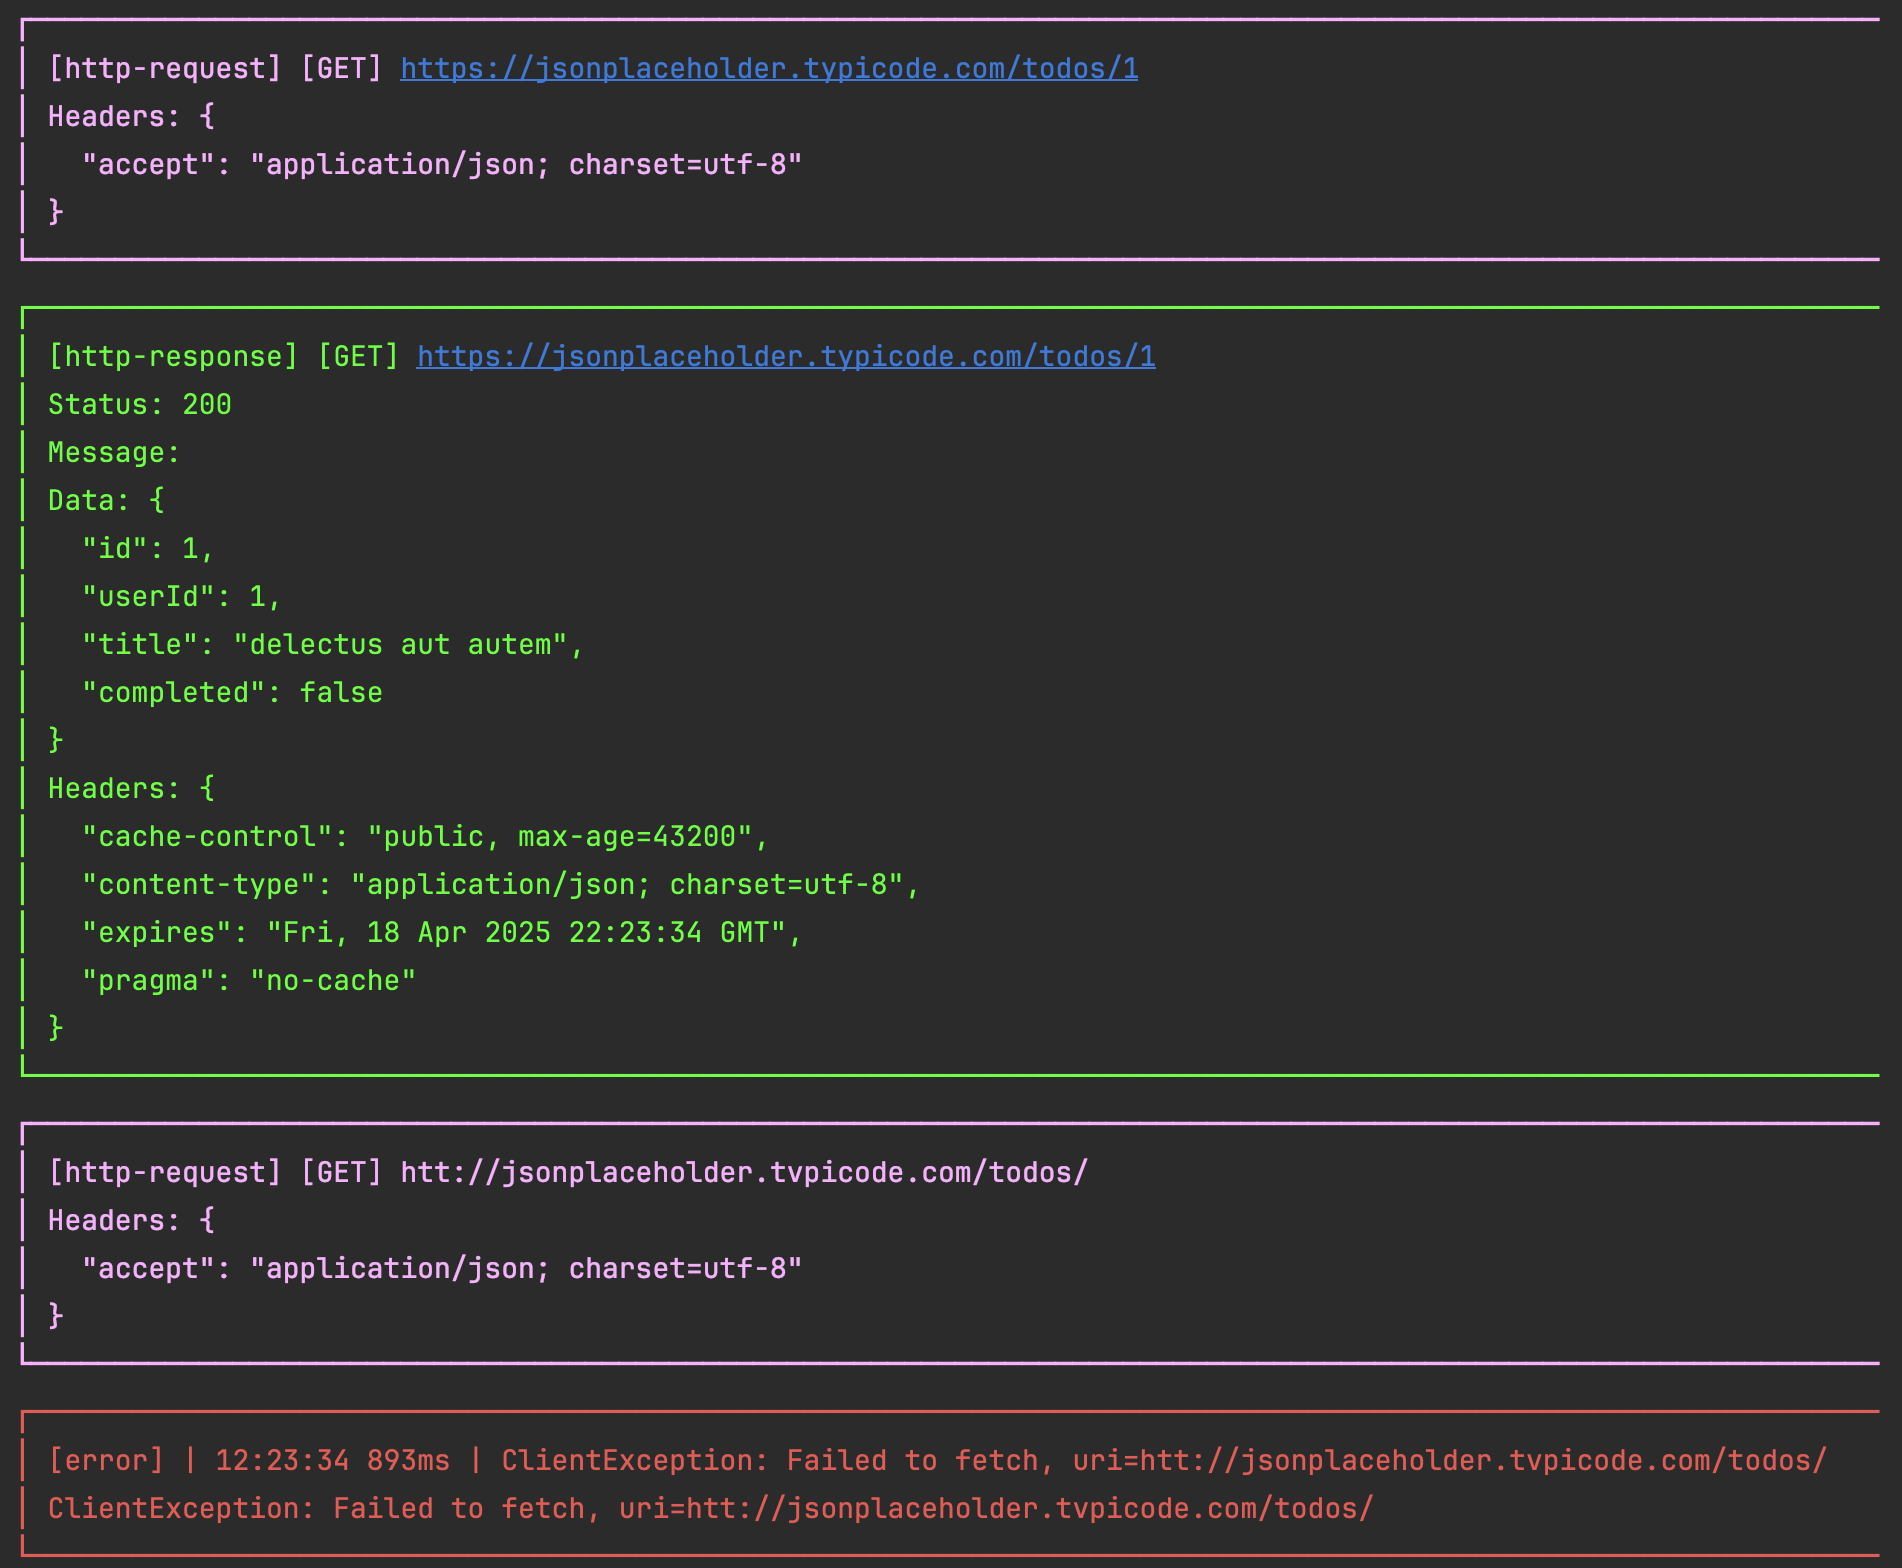 [http-request] [GET] https://jsonplaceholder.typicode.com/todos/1
Headers: {
  "accept": "application/json; charset=utf-8"
}
[http-response] [GET] https://jsonplaceholder.typicode.com/todos/1
Status: 200
Message:
Data: {
  "id": 1,
  "userId": 1,
  "title": "delectus aut autem",
  "completed": false
}
Headers: {
  "cache-control": "public, max-age=43200",
  "content-type": "application/json; charset=utf-8",
  "expires": "Fri, 18 Apr 2025 22:23:34 GMT",
  "pragma": "no-cache"
}
[http-request] [GET] htt://jsonplaceholder.tvpicode.com/todos/
Headers: {
  "accept": "application/json; charset=utf-8"
}
[error] | 12:23:34 893ms | ClientException: Failed to fetch, uri=htt://jsonplaceholder.tvpicode.com/todos/
ClientException: Failed to fetch, uri=htt://jsonplaceholder.tvpicode.com/todos/